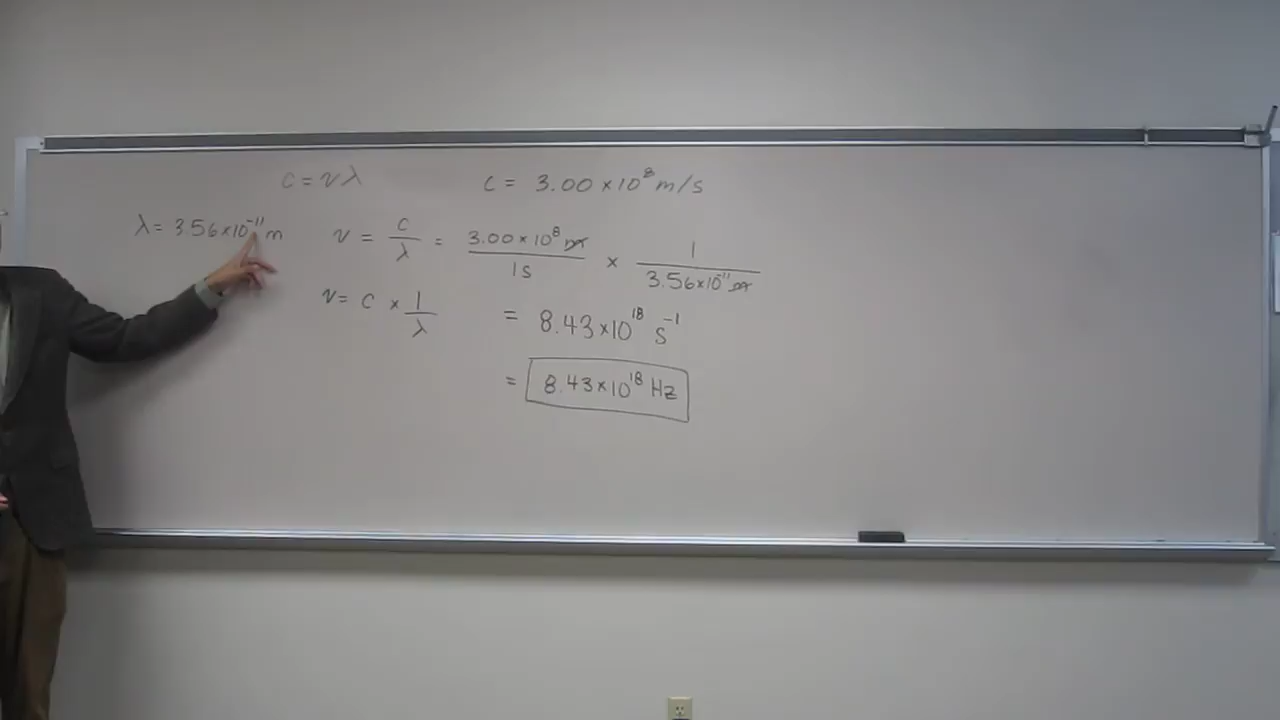 c = νλ
c = 3.00 × 10⁸ m/s
λ = 3.56 × 10⁻¹¹ m
ν = c/λ = 3.00 × 10⁸ m/1s × 1/3.56 × 10⁻¹¹ m
ν = c × 1/λ
= 8.43 × 10¹⁸ s⁻¹
= 8.43 × 10¹⁸ Hz